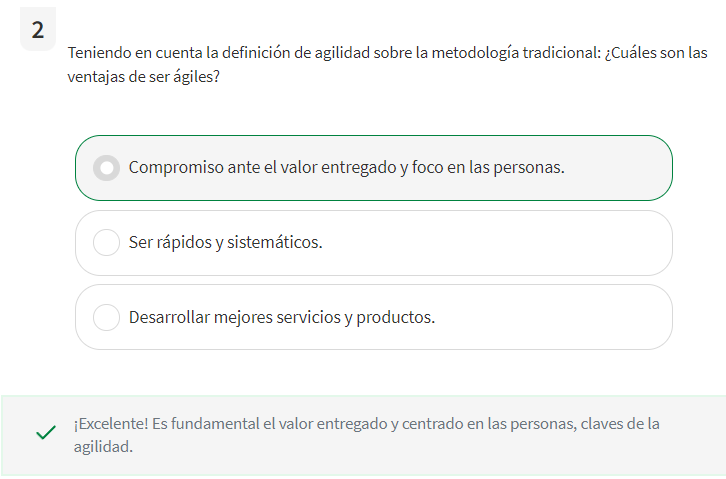 2
Teniendo en cuenta la definición de agilidad sobre la metodología tradicional: ¿Cuáles son las
ventajas de ser ágiles?
Compromiso ante el valor entregado y foco en las personas.
Ser rápidos y sistemáticos.
Desarrollar mejores servicios y productos.
¡Excelente! Es fundamental el valor entregado y centrado en las personas, claves de la
agilidad.